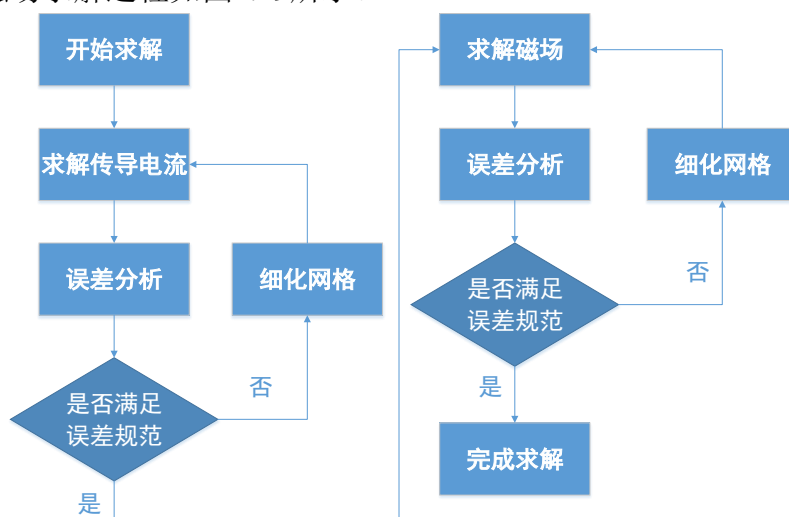 开始求解
求解传导电流
误差分析
细化网格
是否满足
误差规范
否
是
求解磁场
误差分析
细化网格
是否满足
误差规范
否
是
完成求解